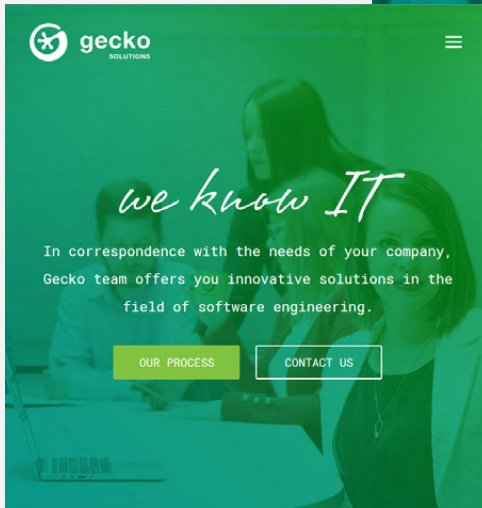 gecko
SOLUTIONS
we know IT
In correspondence with the needs of your company,
Gecko team offers you innovative solutions in the
field of software engineering.
OUR PROCESS
CONTACT US